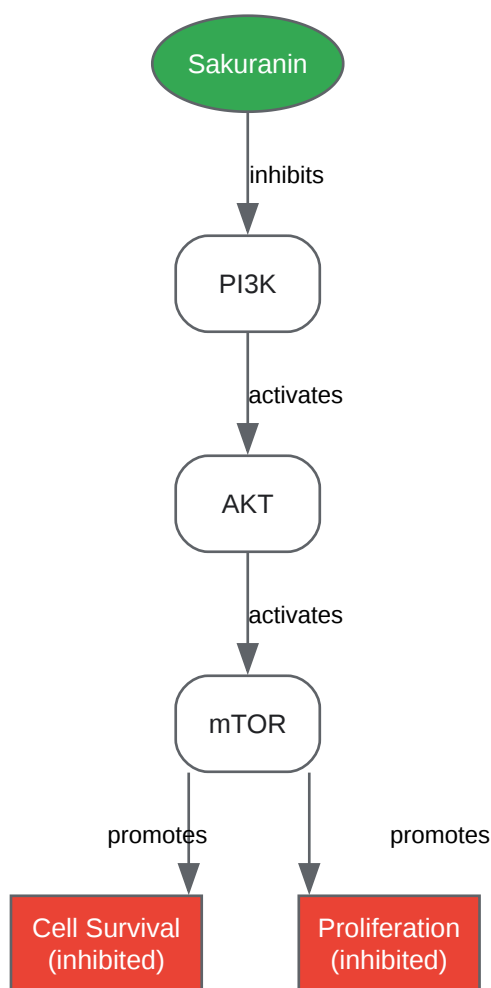 Sakuranin
inhibits
PI3K
activates
AKT
activates
mTOR
promotes
promotes
Cell Survival
(inhibited)
Proliferation
(inhibited)